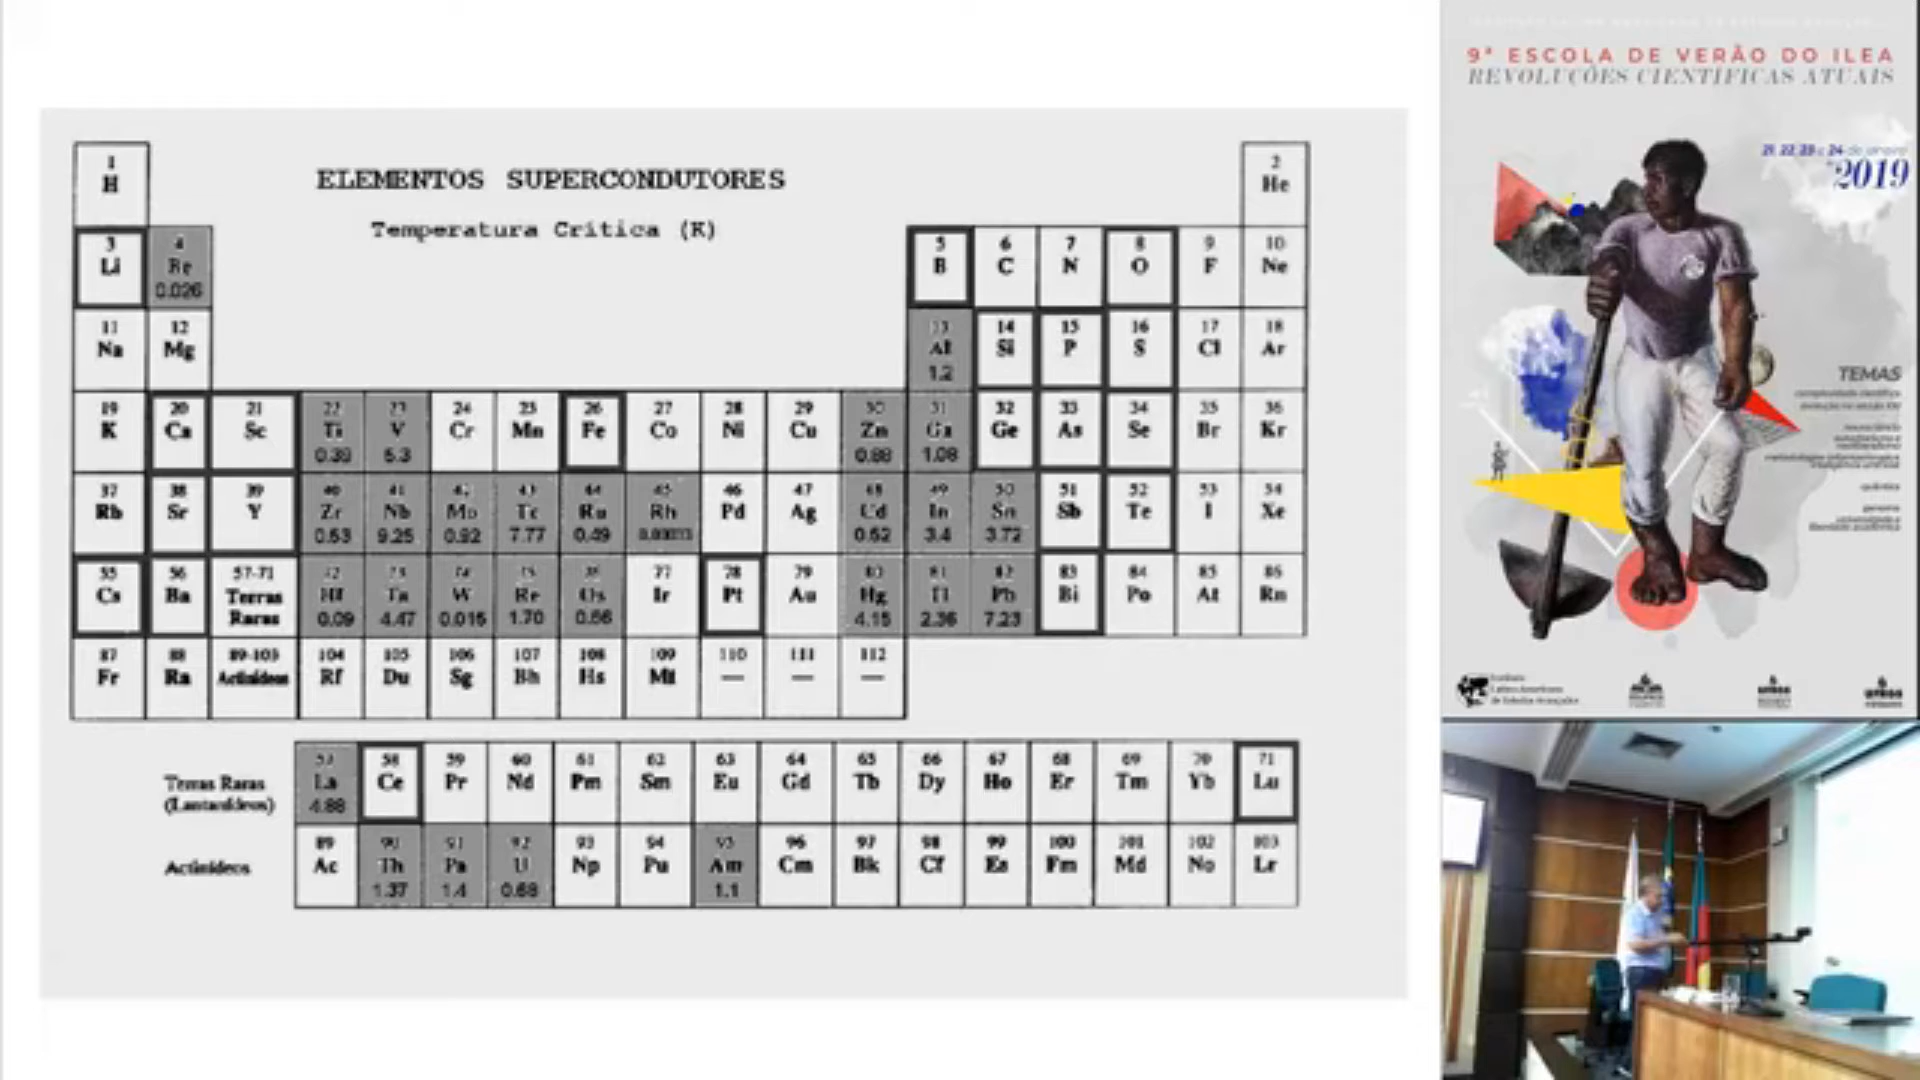 ELEMENTOS SUPERCONDUTORES
Temperatura Crítica (K)
1 2
H He
3 4 5 6 7 8 9 10
Li Be B C N O F Ne
0.026
11 12 13 14 15 16 17 18
Na Mg Al Si P S Cl Ar
1.2
19 20 21 22 23 24 25 26 27 28 29 30 31 32 33 34 35 36
K Ca Sc Ti V Cr Mn Fe Co Ni Cu Zn Ga Ge As Se Br Kr
5.3 0.88 1.08
37 38 39 40 41 42 43 44 45 46 47 48 49 50 51 52 53 54
Rb Sr Y Zr Nb Mo Tc Ru Rh Pd Ag Cd In Sn Sb Te I Xe
0.53 9.25 0.92 7.77 0.49 0.52 3.4 3.72
55 56 57-71 72 73 74 75 76 77 78 79 80 81 82 83 84 85 86
Cs Ba Terras Raras Hf Ta W Re Os Ir Pt Au Hg Tl Pb Bi Po At Rn
0.09 4.47 0.015 1.70 0.66 4.15 2.36 7.23
87 88 89-103 104 105 106 107 108 109 110 111 112
Fr Ra Actinídeos Rf Du Sg Bh Hs Mt — — —
Terras Raras
(Lantanídeos)
57 58 59 60 61 62 63 64 65 66 67 68 69 70 71
La Ce Pr Nd Pm Sm Eu Gd Tb Dy Ho Er Tm Yb Lu
4.88
Actinídeos
89 90 91 92 93 94 95 96 97 98 99 100 101 102 103
Ac Th Pa U Np Pu Am Cm Bk Cf Es Fm Md No Lr
1.37 1.4 0.68 1.1
9ª ESCOLA DE VERÃO DO ILEA
REVOLUÇÕES CIENTÍFICAS ATUAIS
21, 22, 23 e 24 de janeiro
2019
TEMAS
Instituto
Latino-Americano
de Estudos Avançados